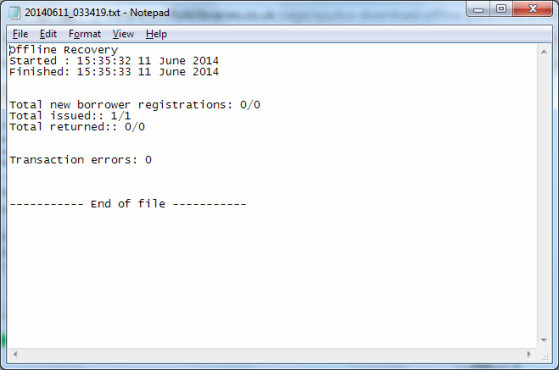 20140611_033419.txt - Notepad
File Edit Format View Help
Offline Recovery
Started : 15:35:32 11 June 2014
Finished: 15:35:33 11 June 2014
Total new borrower registrations: 0/0
Total issued:: 1/1
Total returned:: 0/0
Transaction errors: 0
----------- End of file -----------